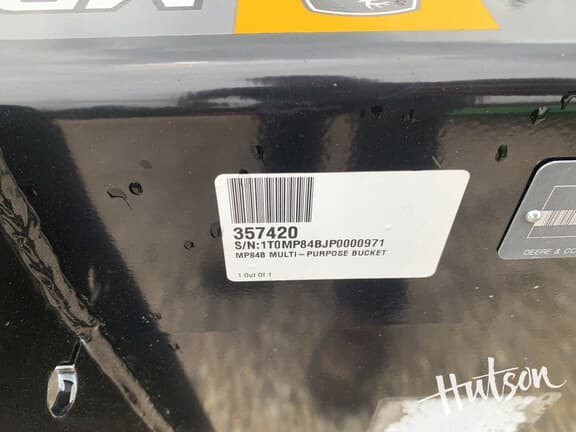 357420
S/N:1T0MP84BJP0000971
MP84B MULTI-PURPOSE BUCKET
1 Out Of 1
DEERE & CO
Hutson